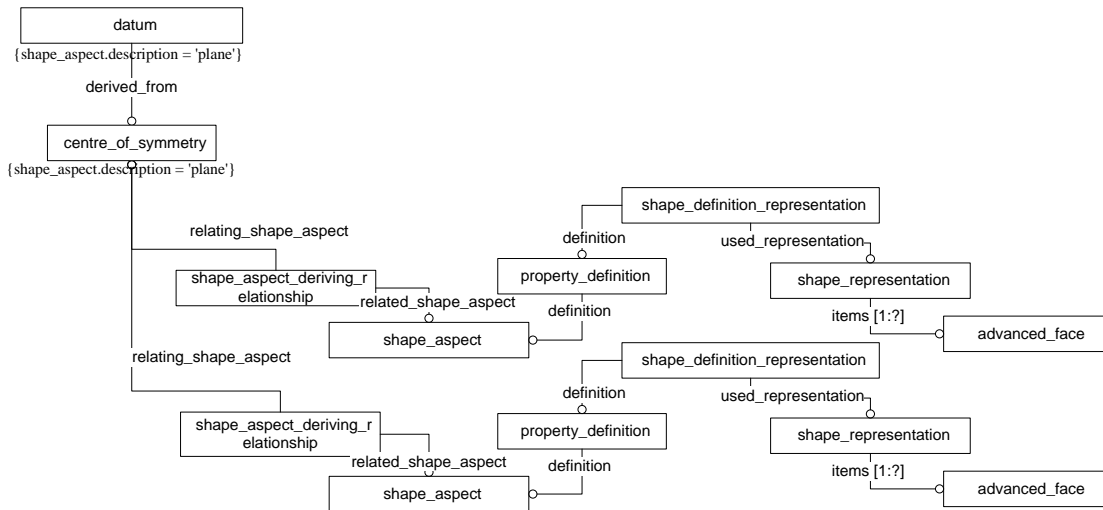 datum
{shape_aspect.description = 'plane'}
derived_from
centre_of_symmetry
{shape_aspect.description = 'plane'}
shape_definition_representation
relating_shape_aspect
definition
used_representation
shape_aspect_deriving_r
elationship
property_definition
shape_representation
related_shape_aspect
definition
items [1:?]
shape_aspect
advanced_face
relating_shape_aspect
shape_definition_representation
definition
used_representation
shape_aspect_deriving_r
elationship
property_definition
shape_representation
related_shape_aspect
definition
items [1:?]
shape_aspect
advanced_face